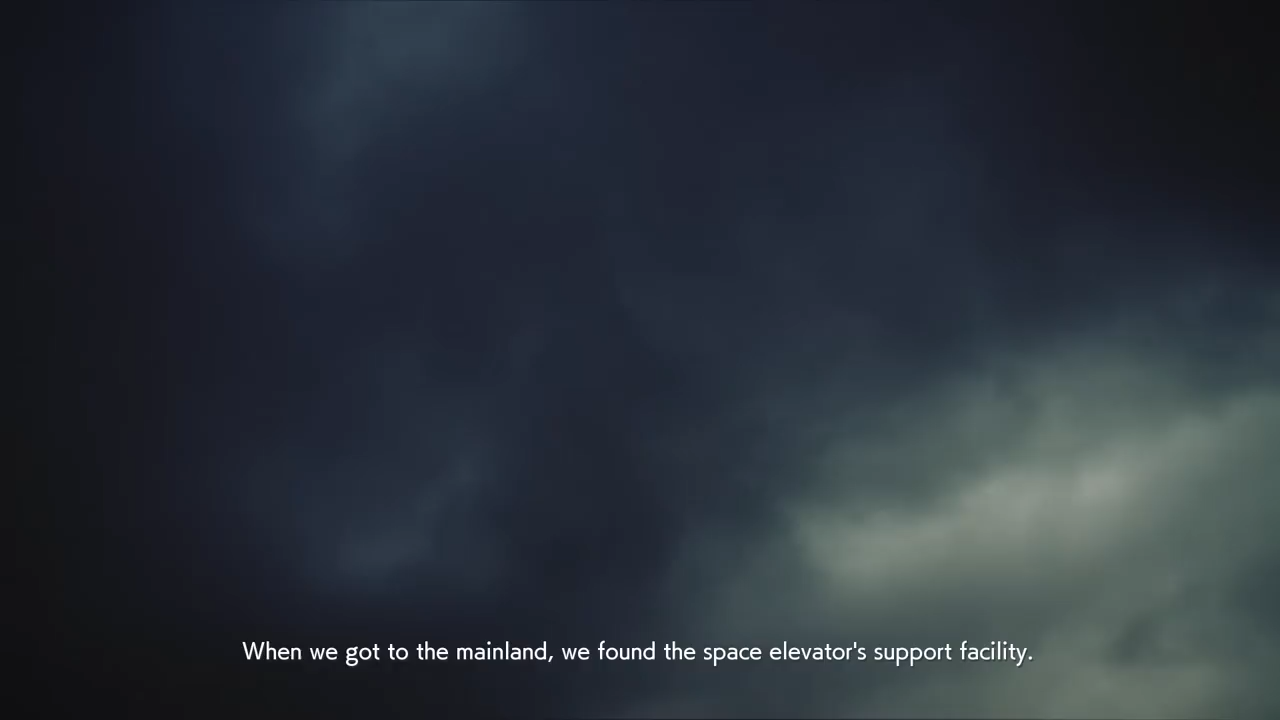 When we got to the mainland, we found the space elevator's support facility.